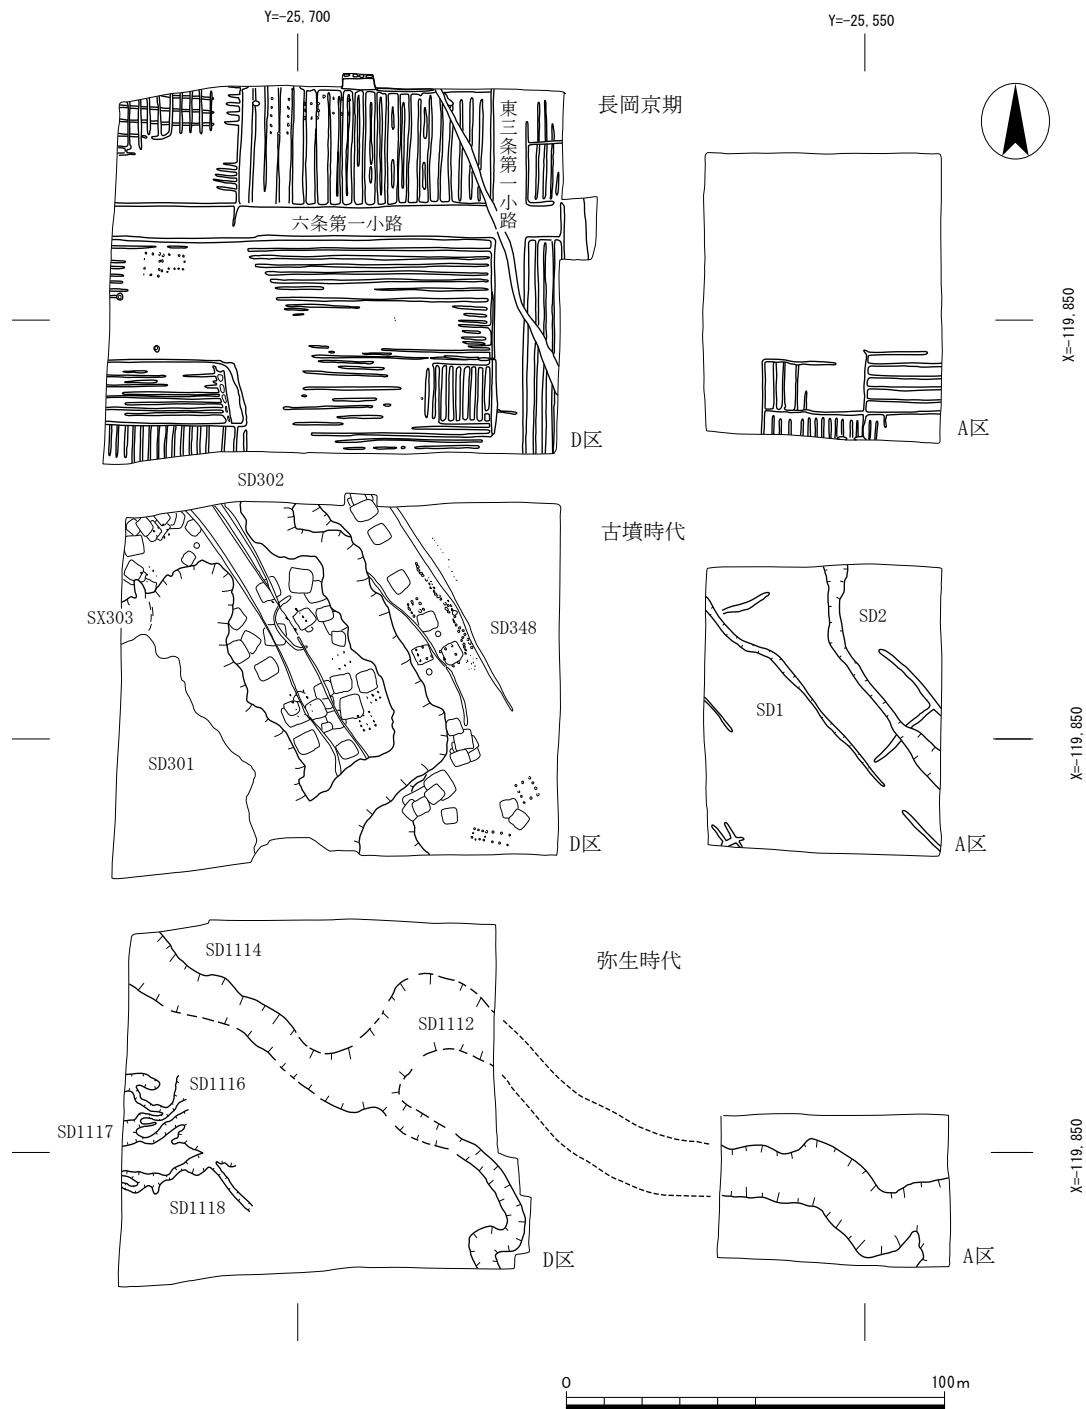 Y=-25,700
Y=-25,550
長岡京期
東三条第一小路
六条第一小路
X=-119,850
D区
A区
SD302
古墳時代
SX303
SD348
SD2
SD1
SD301
X=-119,850
D区
A区
SD1114
弥生時代
SD1112
SD1116
SD1117
X=-119,850
SD1118
D区
A区
0
100m